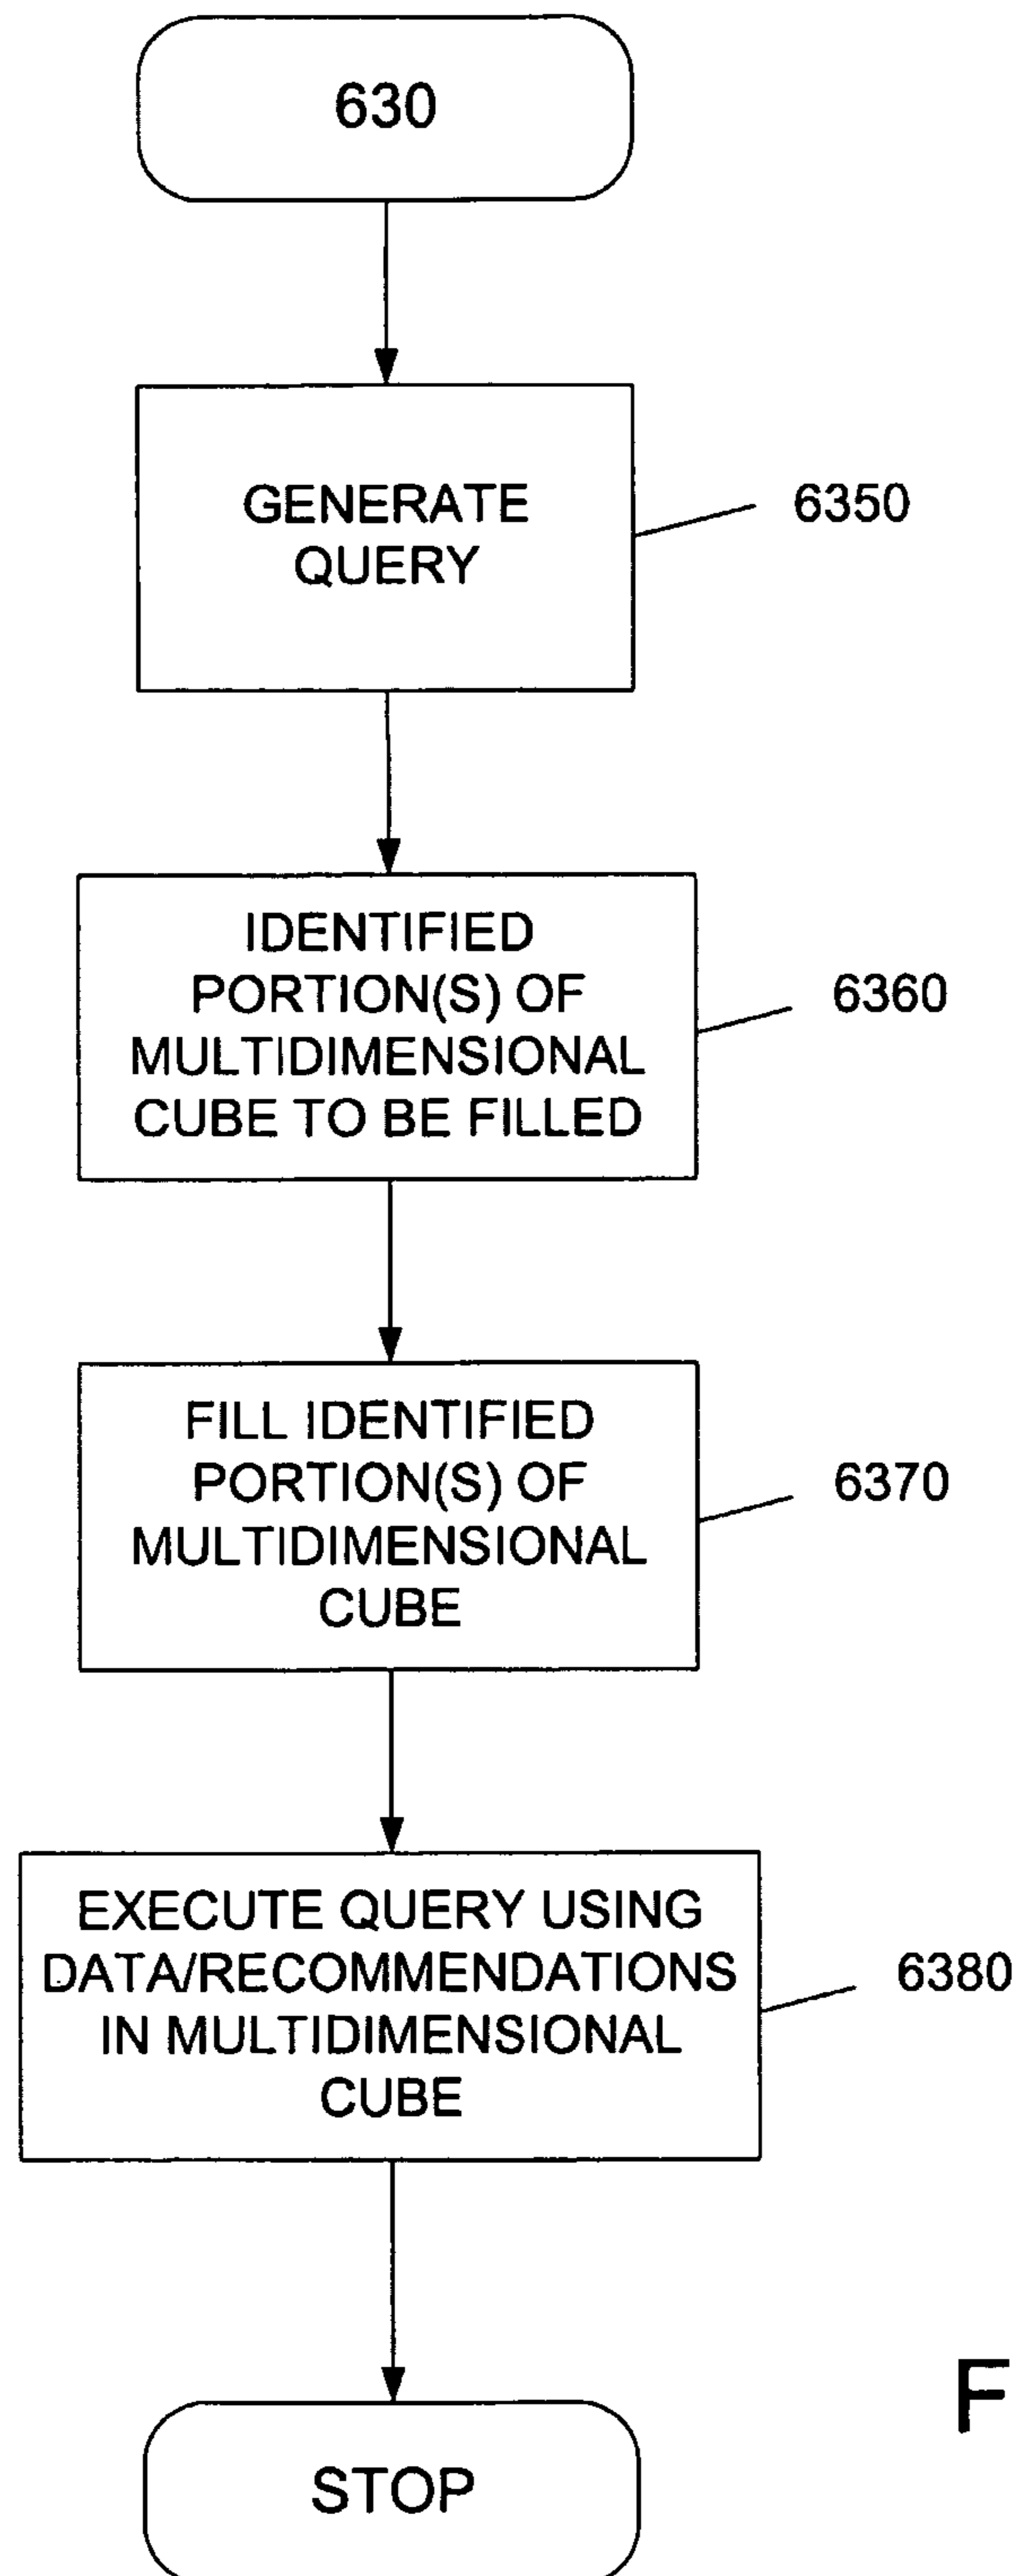 630
GENERATE
QUERY
6350
IDENTIFIED
PORTION(S) OF
MULTIDIMENSIONAL
CUBE TO BE FILLED
6360
FILL IDENTIFIED
PORTION(S) OF
MULTIDIMENSIONAL
CUBE
6370
EXECUTE QUERY USING
DATA/RECOMMENDATIONS
IN MULTIDIMENSIONAL
CUBE
6380
F
STOP